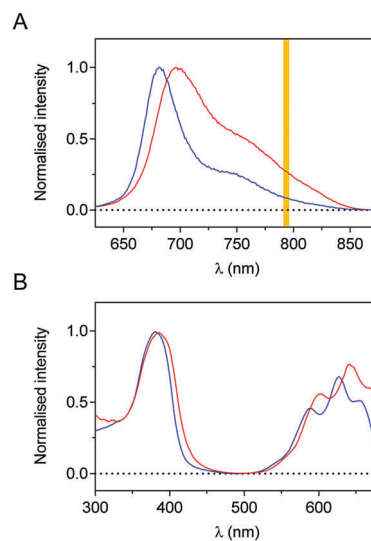 A
Normalised intensity
1.0
0.5
0.0
650 700 750 800 850
λ (nm)
B
Normalised intensity
1.0
0.5
0.0
300 400 500 600
λ (nm)